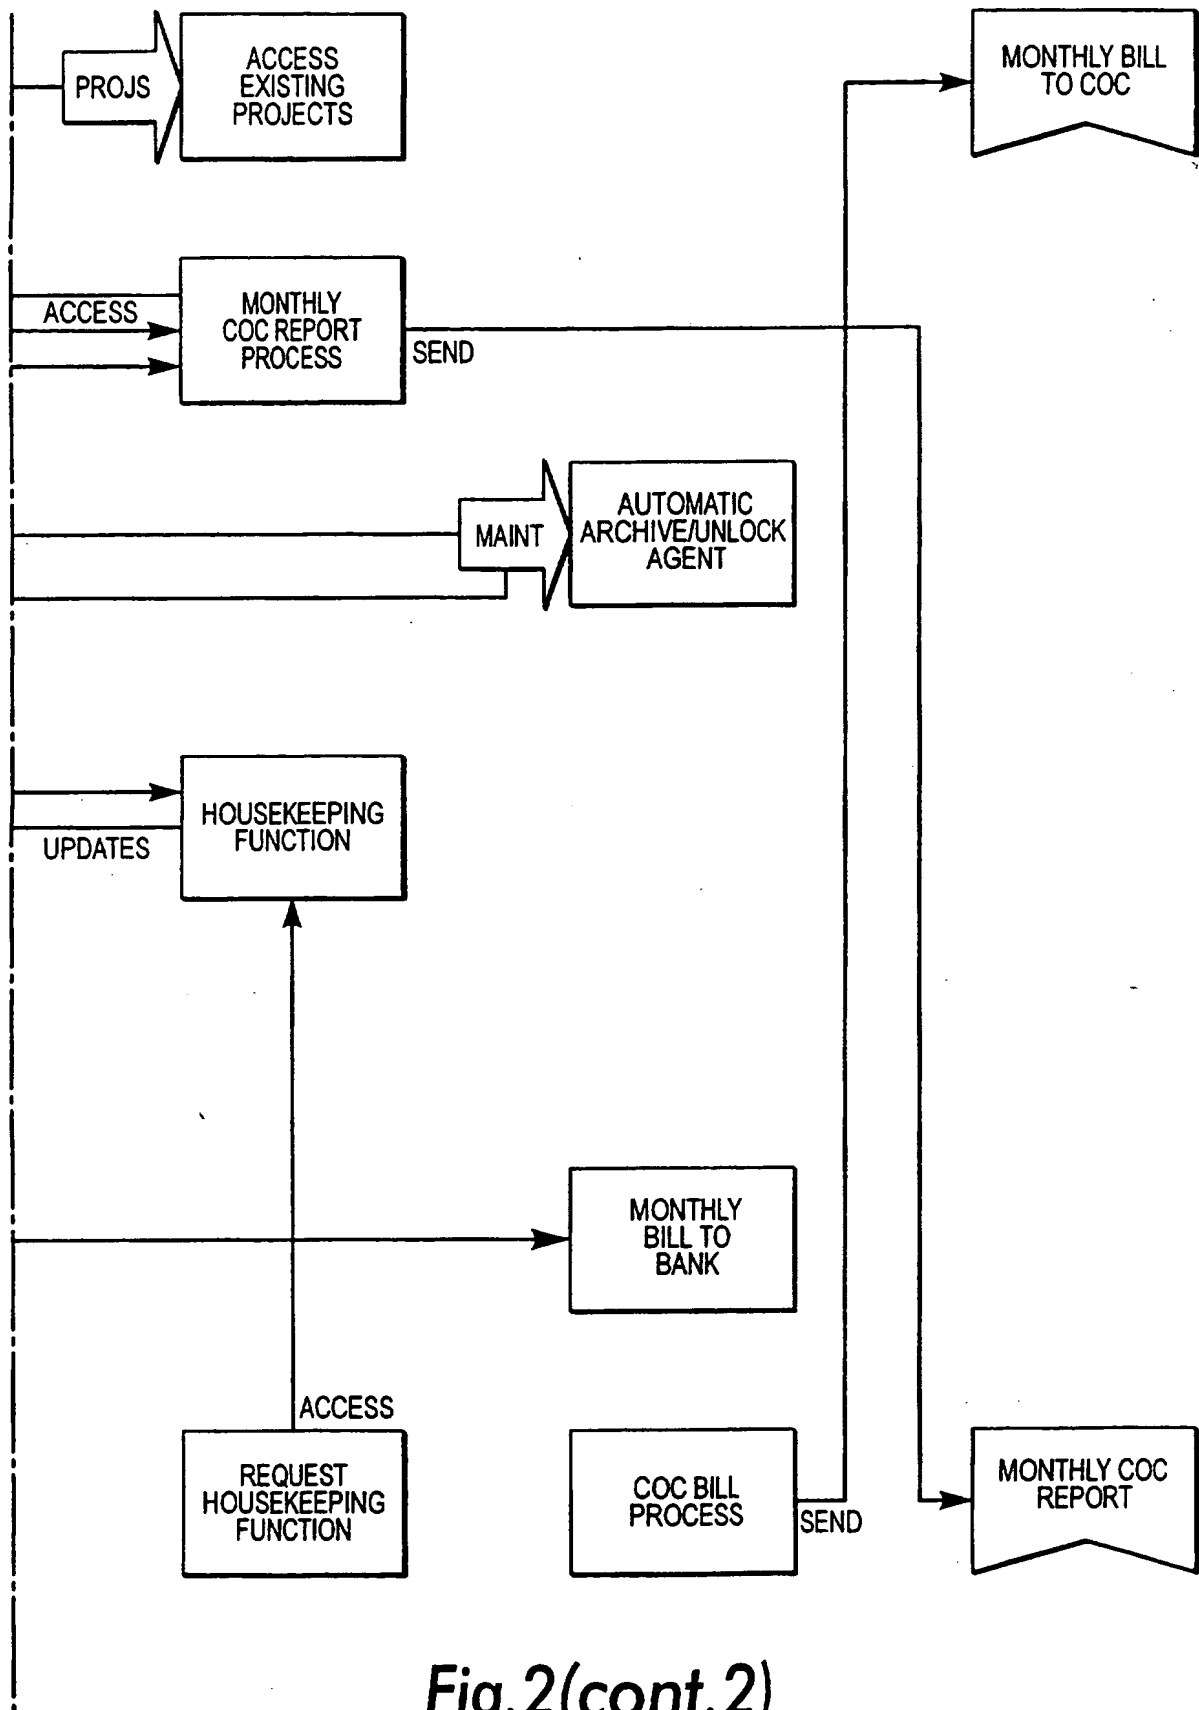 PROJS
ACCESS
EXISTING
PROJECTS
MONTHLY BILL
TO COC
ACCESS
MONTHLY
COC REPORT
PROCESS
SEND
MAINT
AUTOMATIC
ARCHIVE/UNLOCK
AGENT
UPDATES
HOUSEKEEPING
FUNCTION
MONTHLY
BILL TO
BANK
ACCESS
REQUEST
HOUSEKEEPING
FUNCTION
COC BILL
PROCESS
SEND
MONTHLY COC
REPORT
Fig.2(cont.2)